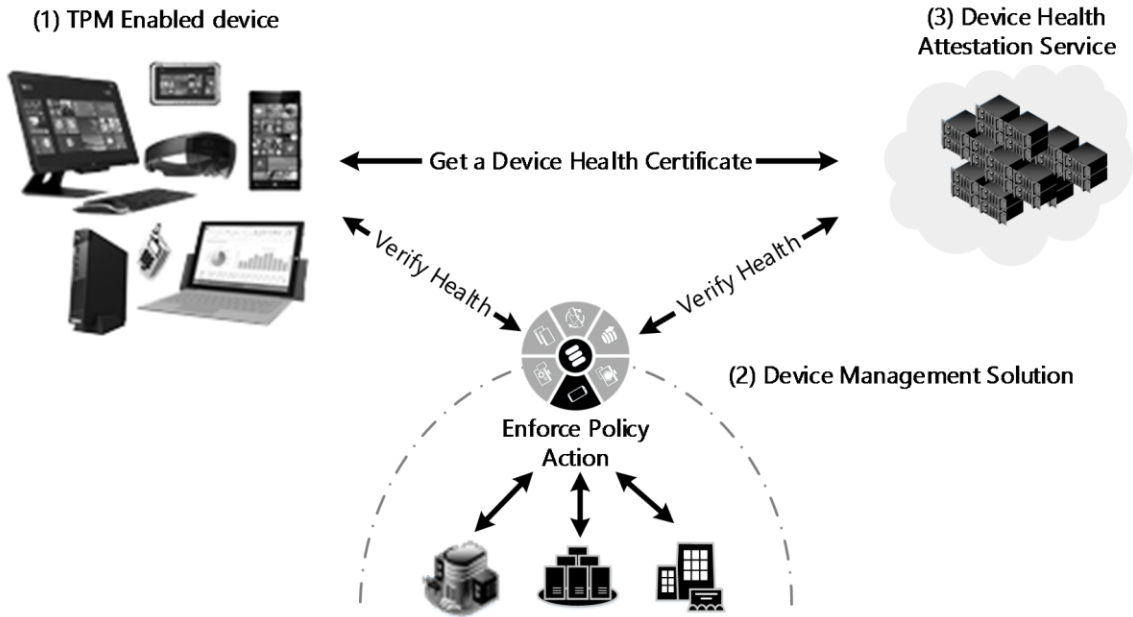 (1) TPM Enabled device
(3) Device Health
Attestation Service
Get a Device Health Certificate
Verify Health
Verify Health
(2) Device Management Solution
Enforce Policy
Action